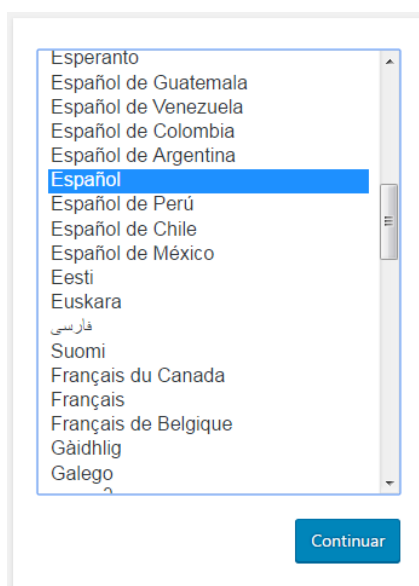 Esperanto
Español de Guatemala
Español de Venezuela
Español de Colombia
Español de Argentina
Español
Español de Perú
Español de Chile
Español de México
Eesti
Euskara
فارسی
Suomi
Français du Canada
Français
Français de Belgique
Gàidhlig
Galego
Continuar